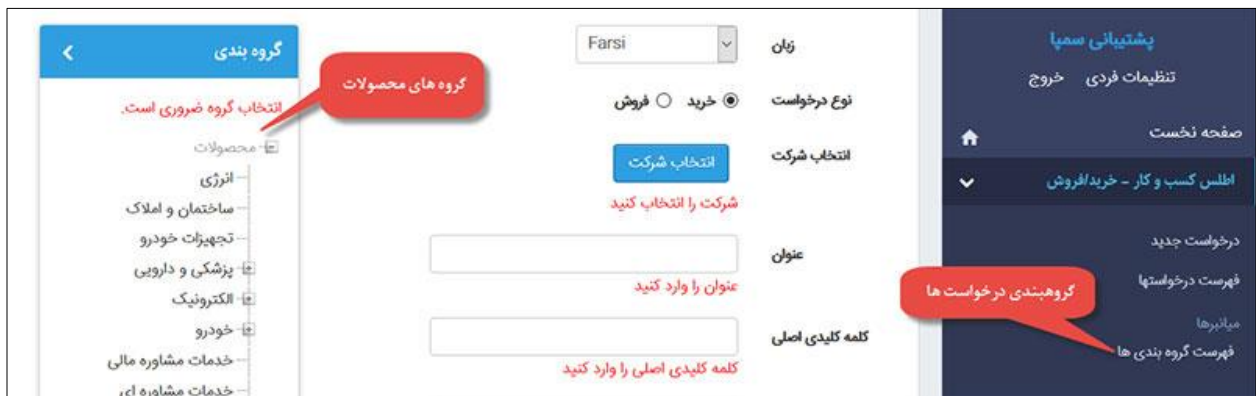 پشتیبانی سمپا
تنظیمات فردی خروج
صفحه نخست
اطلس کسب و کار - خرید/فروش
درخواست جدید
فهرست درخواستها
میانبرها
فهرست گروه بندی ها
گروهبندی درخواست ها
زبان
Farsi
نوع درخواست
خرید فروش
انتخاب شرکت
انتخاب شرکت
شرکت را انتخاب کنید
عنوان
عنوان را وارد کنید
کلمه کلیدی اصلی
کلمه کلیدی اصلی را وارد کنید
گروه های محصولات
گروه بندی
انتخاب گروه ضروری است.
محصولات
انرژی
ساختمان و املاک
تجهیزات خودرو
پزشکی و دارویی
الکترونیک
خودرو
خدمات مشاوره مالی
خدمات مشاوره ای